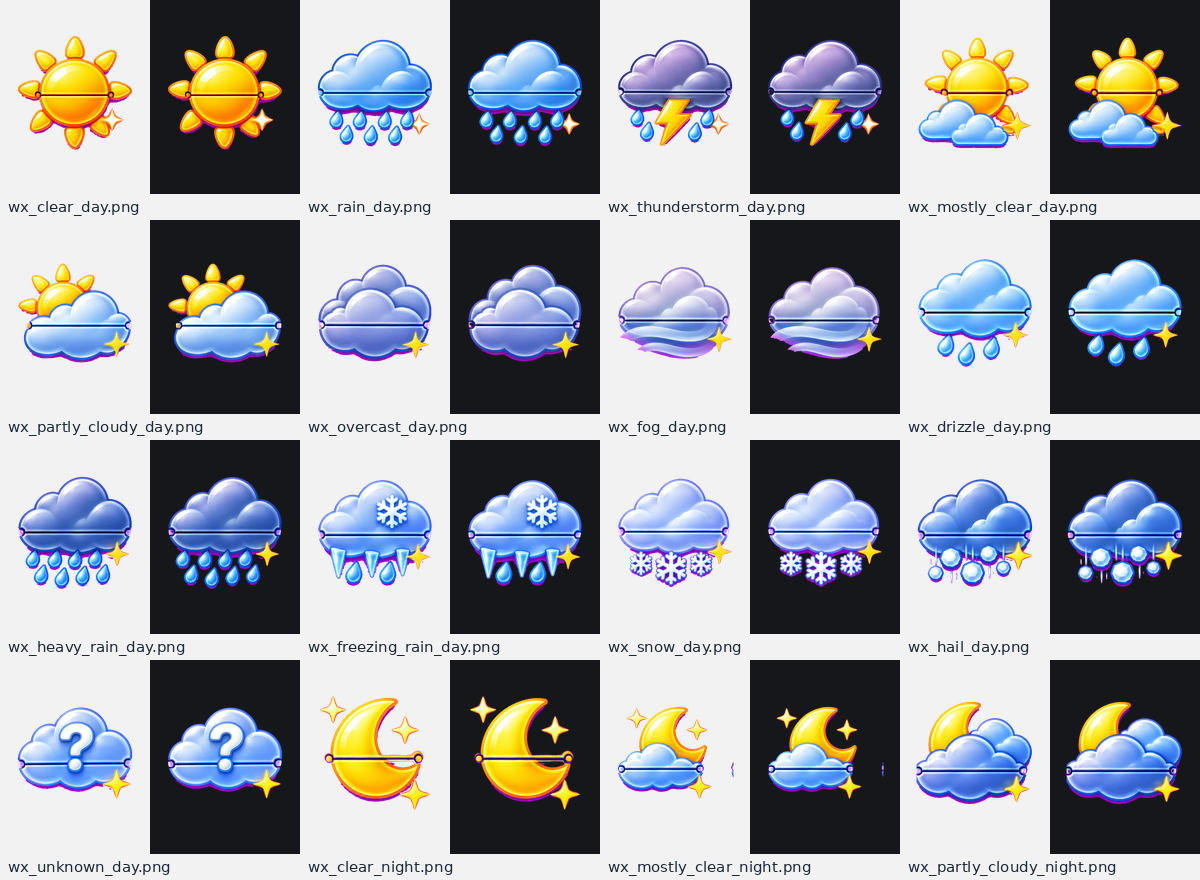 wx_clear_day.png
wx_rain_day.png
wx_thunderstorm_day.png
wx_mostly_clear_day.png
wx_partly_cloudy_day.png
wx_overcast_day.png
wx_fog_day.png
wx_drizzle_day.png
wx_heavy_rain_day.png
wx_freezing_rain_day.png
wx_snow_day.png
wx_hail_day.png
?
?
wx_unknown_day.png
wx_clear_night.png
wx_mostly_clear_night.png
wx_partly_cloudy_night.png